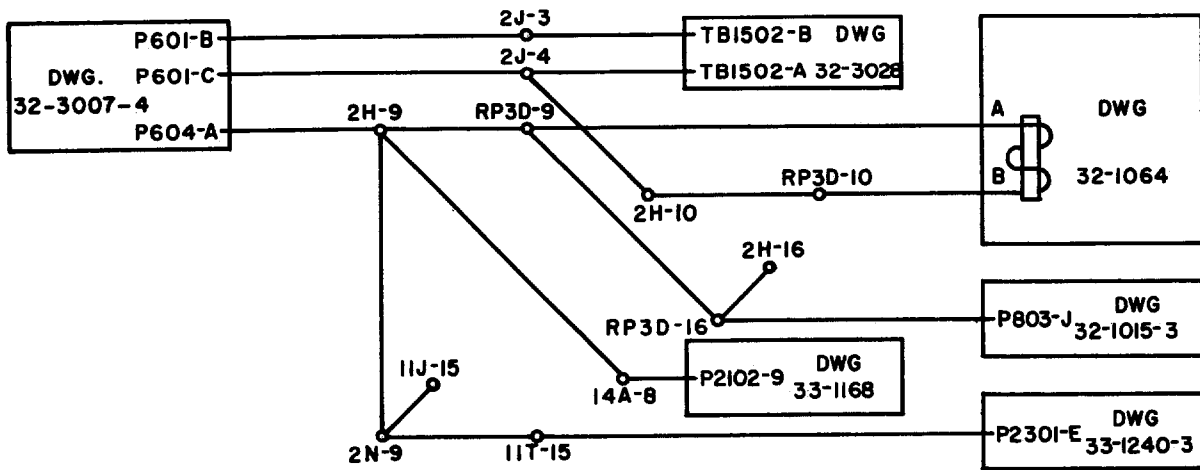 2J-3
P601-B
TB1502-B DWG
2J-4
DWG.
P601-C
TB1502-A 32-3028
32-3007-4
2H-9
RP3D-9
A
DWG
P604-A
B
32-1064
RP3D-10
2H-10
2H-16
RP3D-16
P803-J
DWG
32-1015-3
11J-15
14A-8
P2102-9
DWG
33-1168
2N-9
11T-15
P2301-E
DWG
33-1240-3